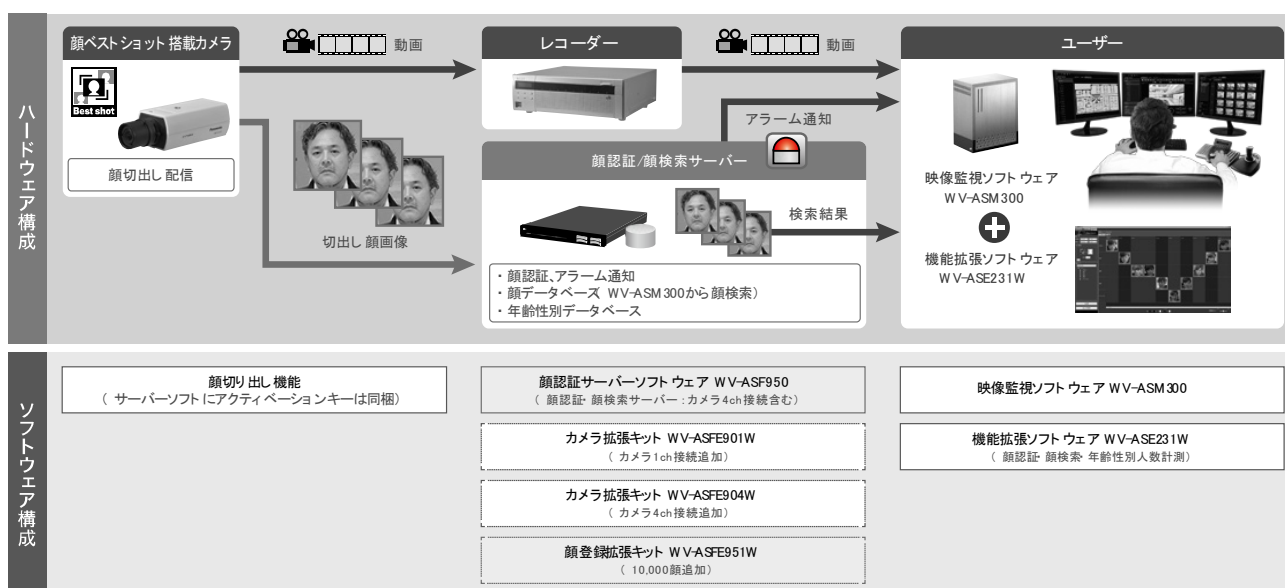 ハードウェア構成
顔ベストショット搭載カメラ
Best shot
顔切出し配信
動画
切出し顔画像
レコーダー
動画
アラーム通知
顔認証/顔検索サーバー
検索結果
・顔認証、アラーム通知
・顔データベース WV-ASM300から顔検索）
・年齢性別データベース
ユーザー
映像監視ソフトウェア
WV-ASM300
機能拡張ソフトウェア
WV-ASE231W
ソフトウェア構成
顔切り出し機能
（サーバーソフトにアクティベーションキーは同梱）
顔認証サーバーソフトウェア WV-ASF950
（顔認証・顔検索サーバー：カメラ4ch接続含む）
カメラ拡張キット WV-ASFE901W
（カメラ1ch接続追加）
カメラ拡張キット WV-ASFE904W
（カメラ4ch接続追加）
顔登録拡張キット WV-ASFE951W
（10,000顔追加）
映像監視ソフトウェア WV-ASM300
機能拡張ソフトウェア WV-ASE231W
（顔認証・顔検索・年齢性別人数計測）